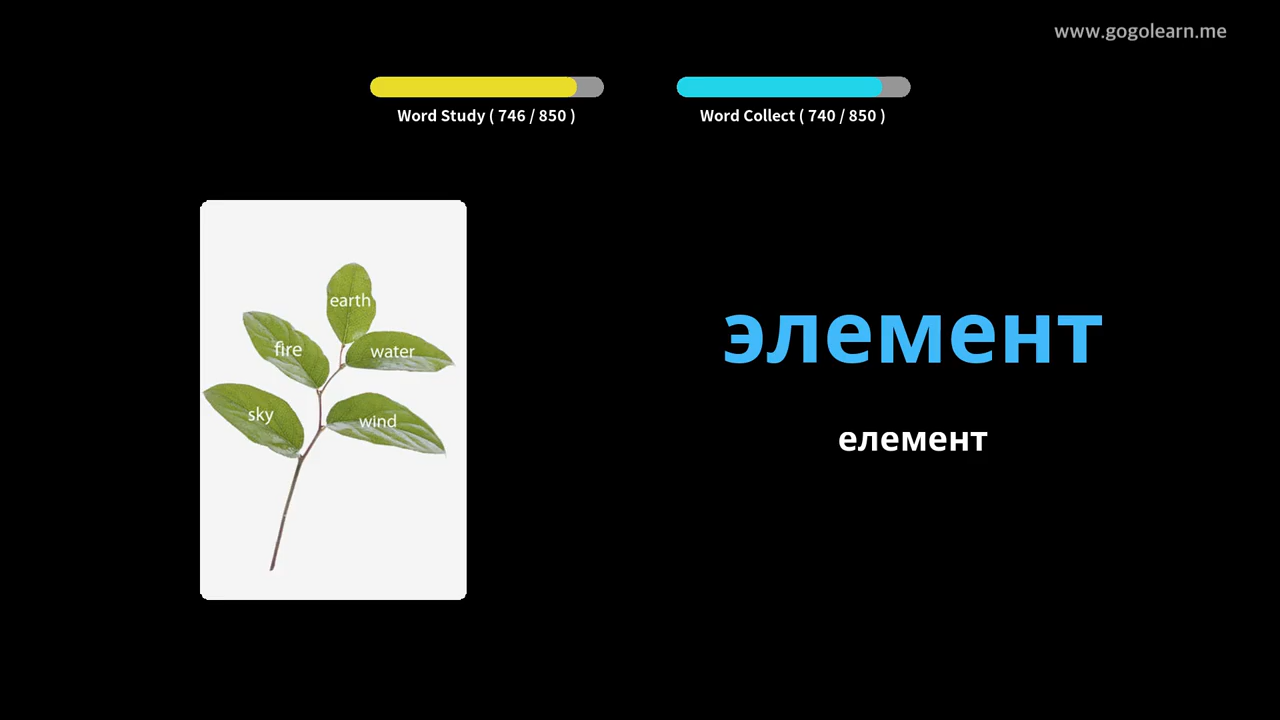 www.gogolearn.me
Word Study ( 746 / 850 )
Word Collect ( 740 / 850 )
earth
fire
water
sky
wind
элемент
елемент